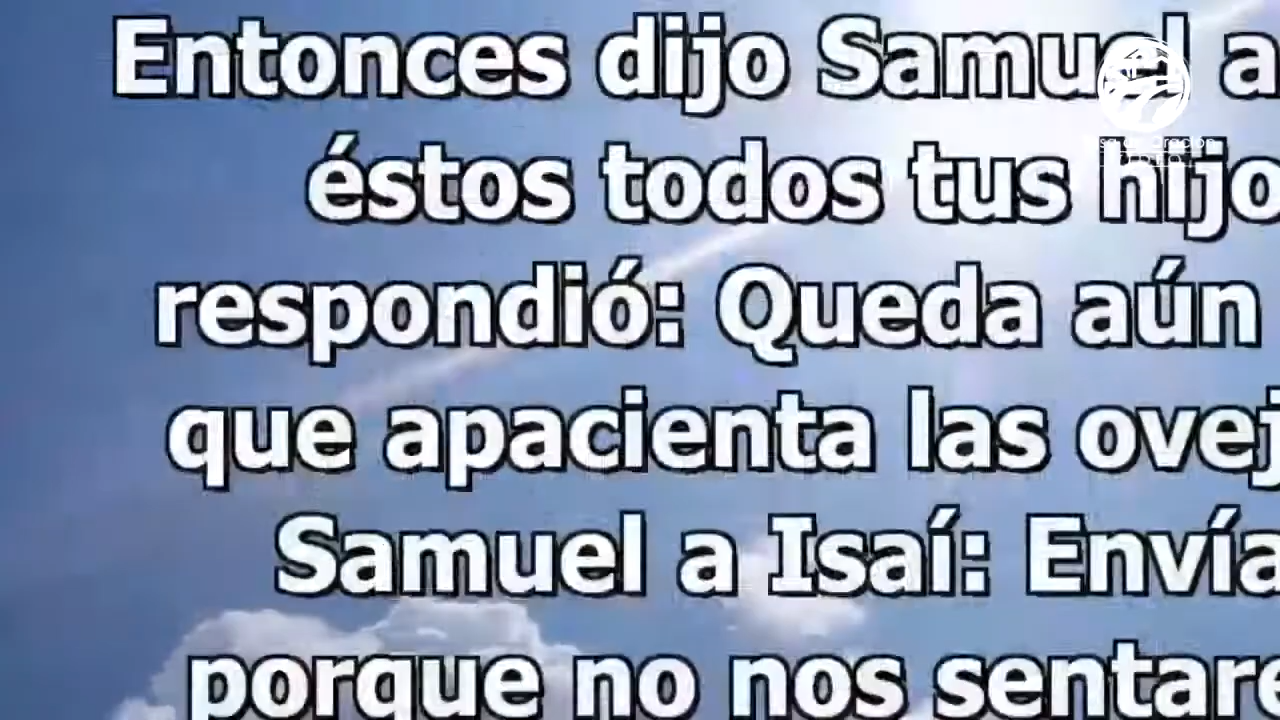 Entonces dijo Samuel a
éstos todos tus hijo
respondió: Queda aún
que apacienta las ovej
Samuel a Isaí: Envía
porque no nos sentare